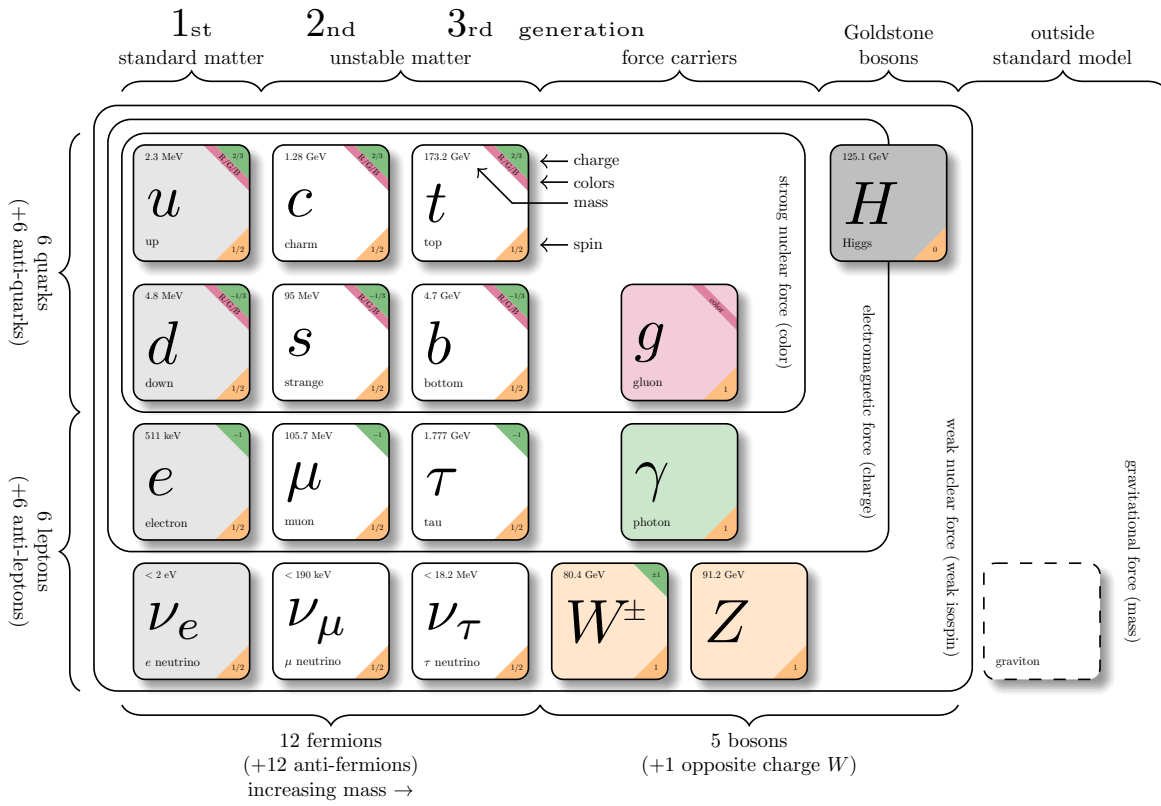 1st 2nd 3rd generation
standard matter
unstable matter
force carriers
Goldstone
bosons
outside
standard model
6 quarks
(+6 anti-quarks)
6 leptons
(+6 anti-leptons)
2.3 MeV
2/3
R/G/B
u
up
1/2
1.28 GeV
2/3
R/G/B
c
charm
1/2
173.2 GeV
2/3
R/G/B
t
top
1/2
charge
colors
mass
spin
4.8 MeV
−1/3
R/G/B
d
down
1/2
95 MeV
−1/3
R/G/B
s
strange
1/2
4.7 GeV
−1/3
R/G/B
b
bottom
1/2
color
g
gluon
1
strong nuclear force (color)
125.1 GeV
H
Higgs
0
511 keV
−1
e
electron
1/2
105.7 MeV
−1
μ
muon
1/2
1.777 GeV
−1
τ
tau
1/2
γ
photon
1
electromagnetic force (charge)
< 2 eV
νe
e neutrino
1/2
< 190 keV
νμ
μ neutrino
1/2
< 18.2 MeV
ντ
τ neutrino
1/2
80.4 GeV
±1
W±
1
91.2 GeV
Z
1
weak nuclear force (weak isospin)
graviton
gravitational force (mass)
12 fermions
(+12 anti-fermions)
increasing mass →
5 bosons
(+1 opposite charge W)